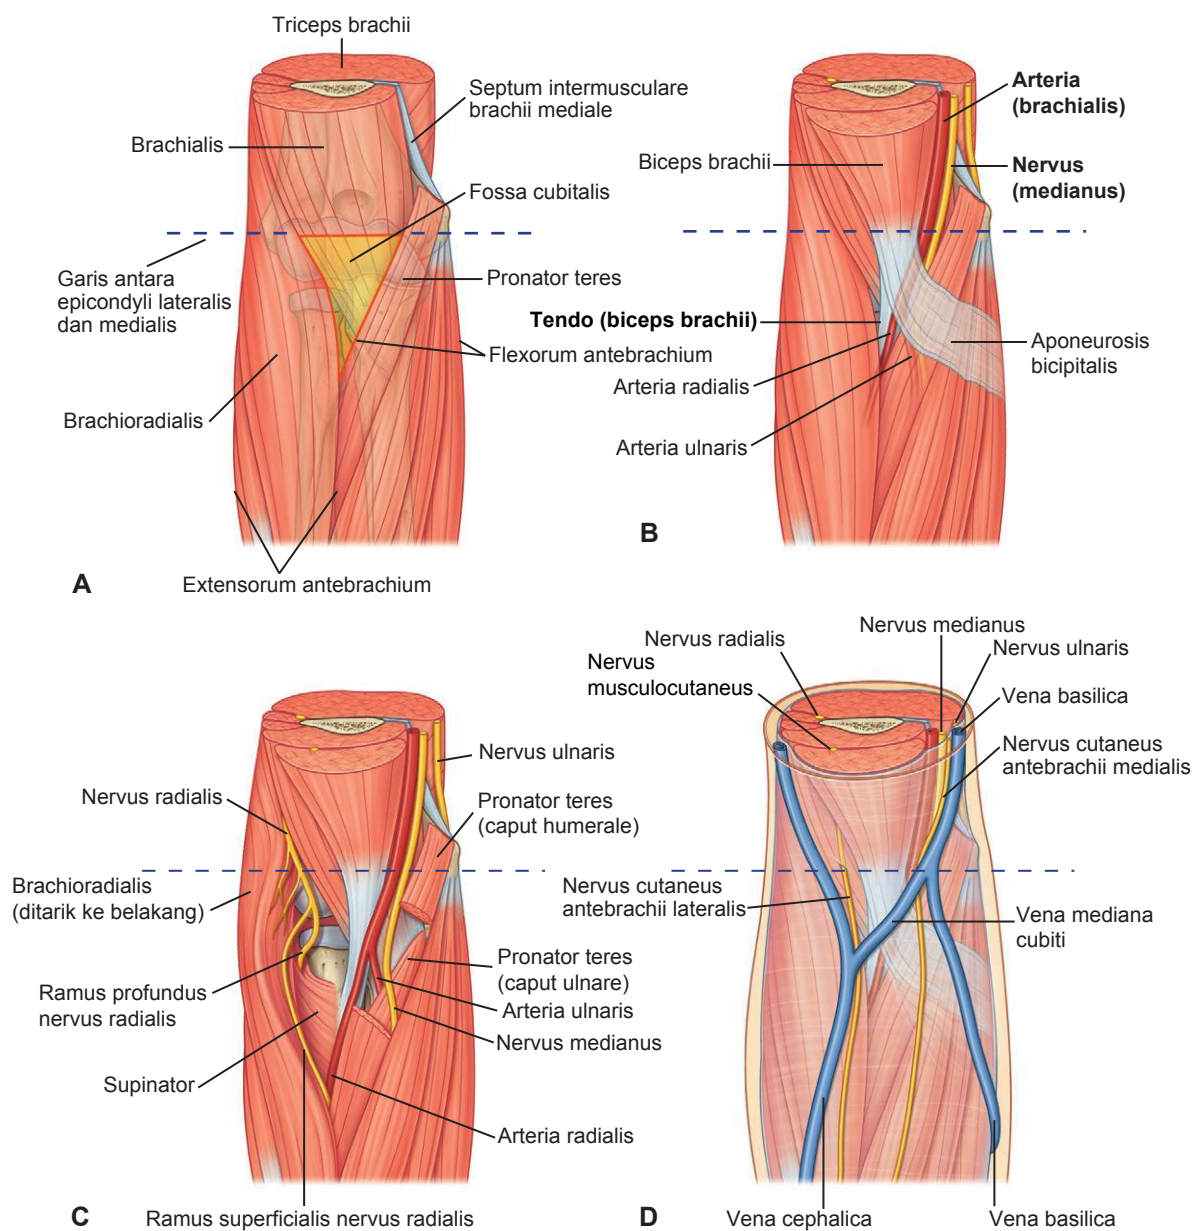 Triceps brachii
Septum intermusculare
brachii mediale
Brachialis
Fossa cubitalis
Garis antara
epicondyli lateralis
dan medialis
Pronator teres
Flexorum antebrachium
Brachioradialis
Extensorum antebrachium
A
Arteria
(brachialis)
Biceps brachii
Nervus
(medianus)
Tendo (biceps brachii)
Aponeurosis
bicipitalis
Arteria radialis
Arteria ulnaris
B
Nervus ulnaris
Nervus radialis
Pronator teres
(caput humerale)
Brachioradialis
(ditarik ke belakang)
Pronator teres
(caput ulnare)
Ramus profundus
nervus radialis
Arteria ulnaris
Nervus medianus
Supinator
Arteria radialis
C
Ramus superficialis nervus radialis
Nervus medianus
Nervus radialis
Nervus ulnaris
Nervus
musculocutaneus
Vena basilica
Nervus cutaneus
antebrachii medialis
Nervus cutaneus
antebrachii lateralis
Vena mediana
cubiti
D
Vena cephalica
Vena basilica